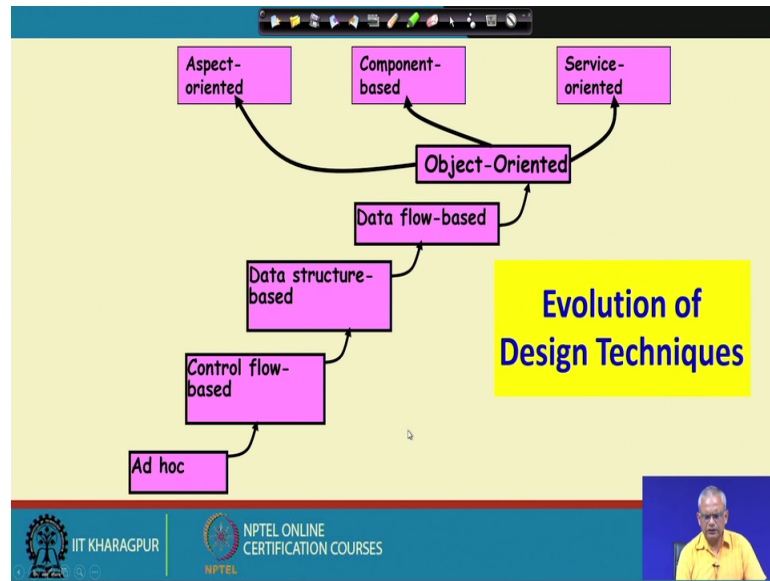 Aspect-
oriented
Component-
based
Service-
oriented
Object-Oriented
Data flow-based
Data structure-
based
Evolution of
Design Techniques
Control flow-
based
Ad hoc
IIT KHARAGPUR
NPTEL
NPTEL ONLINE
CERTIFICATION COURSES